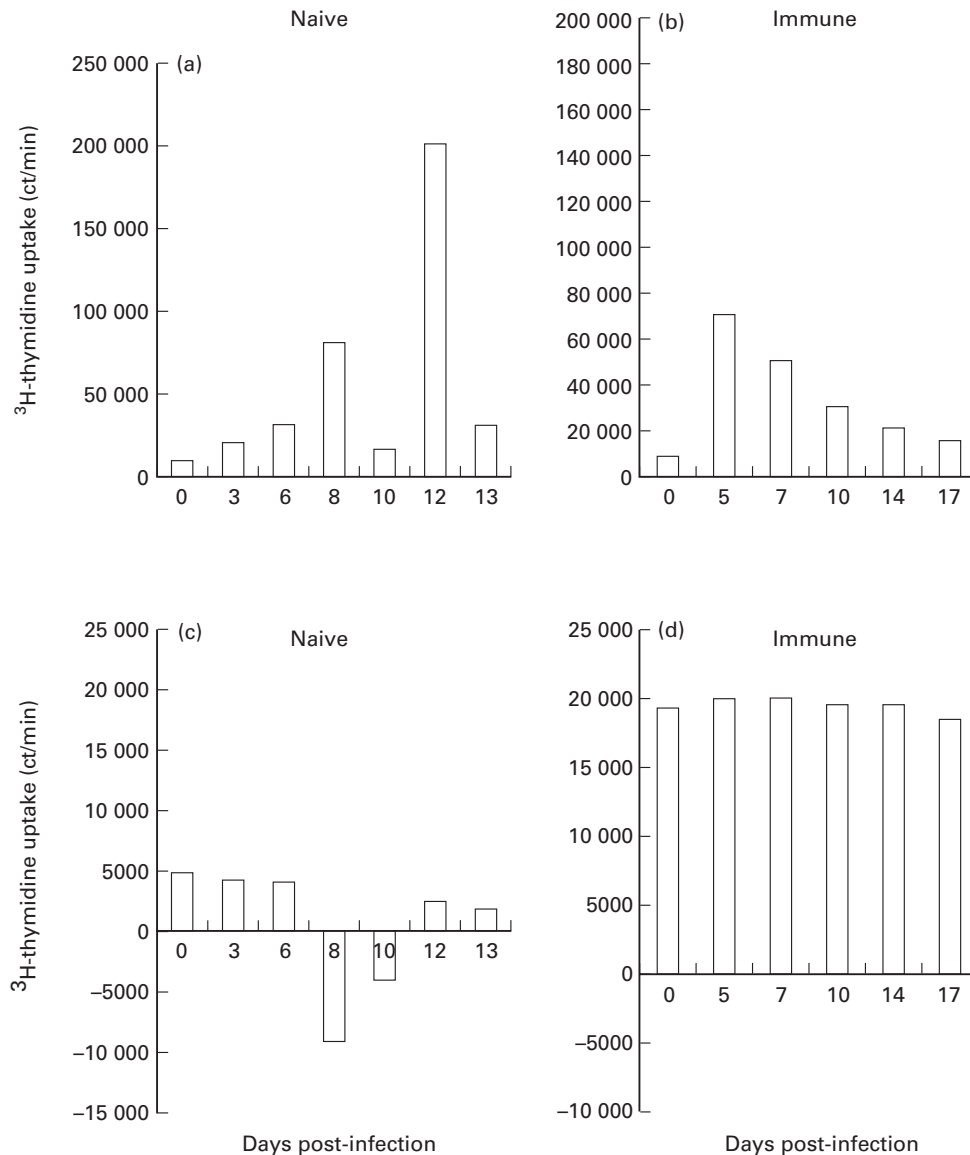 Naive
(a)
³H-thymidine uptake (ct/min)
250 000
200 000
150 000
100 000
50 000
0
0 3 6 8 10 12 13
Immune
(b)
200 000
180 000
160 000
140 000
120 000
100 000
80 000
60 000
40 000
20 000
0
0 5 7 10 14 17
(c)
Naive
³H-thymidine uptake (ct/min)
25 000
20 000
15 000
10 000
5000
0
–5000
–10 000
–15 000
0 3 6 8 10 12 13
Days post-infection
(d)
Immune
25 000
20 000
15 000
10 000
5000
0
–5000
–10 000
0 5 7 10 14 17
Days post-infection